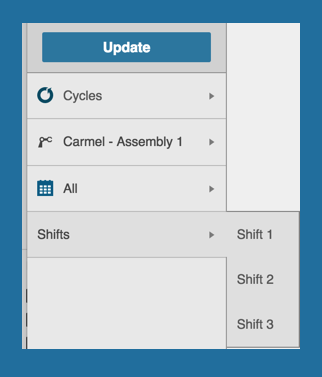 Update
Cycles
Carmel - Assembly 1
All
Shifts
Shift 1
Shift 2
Shift 3